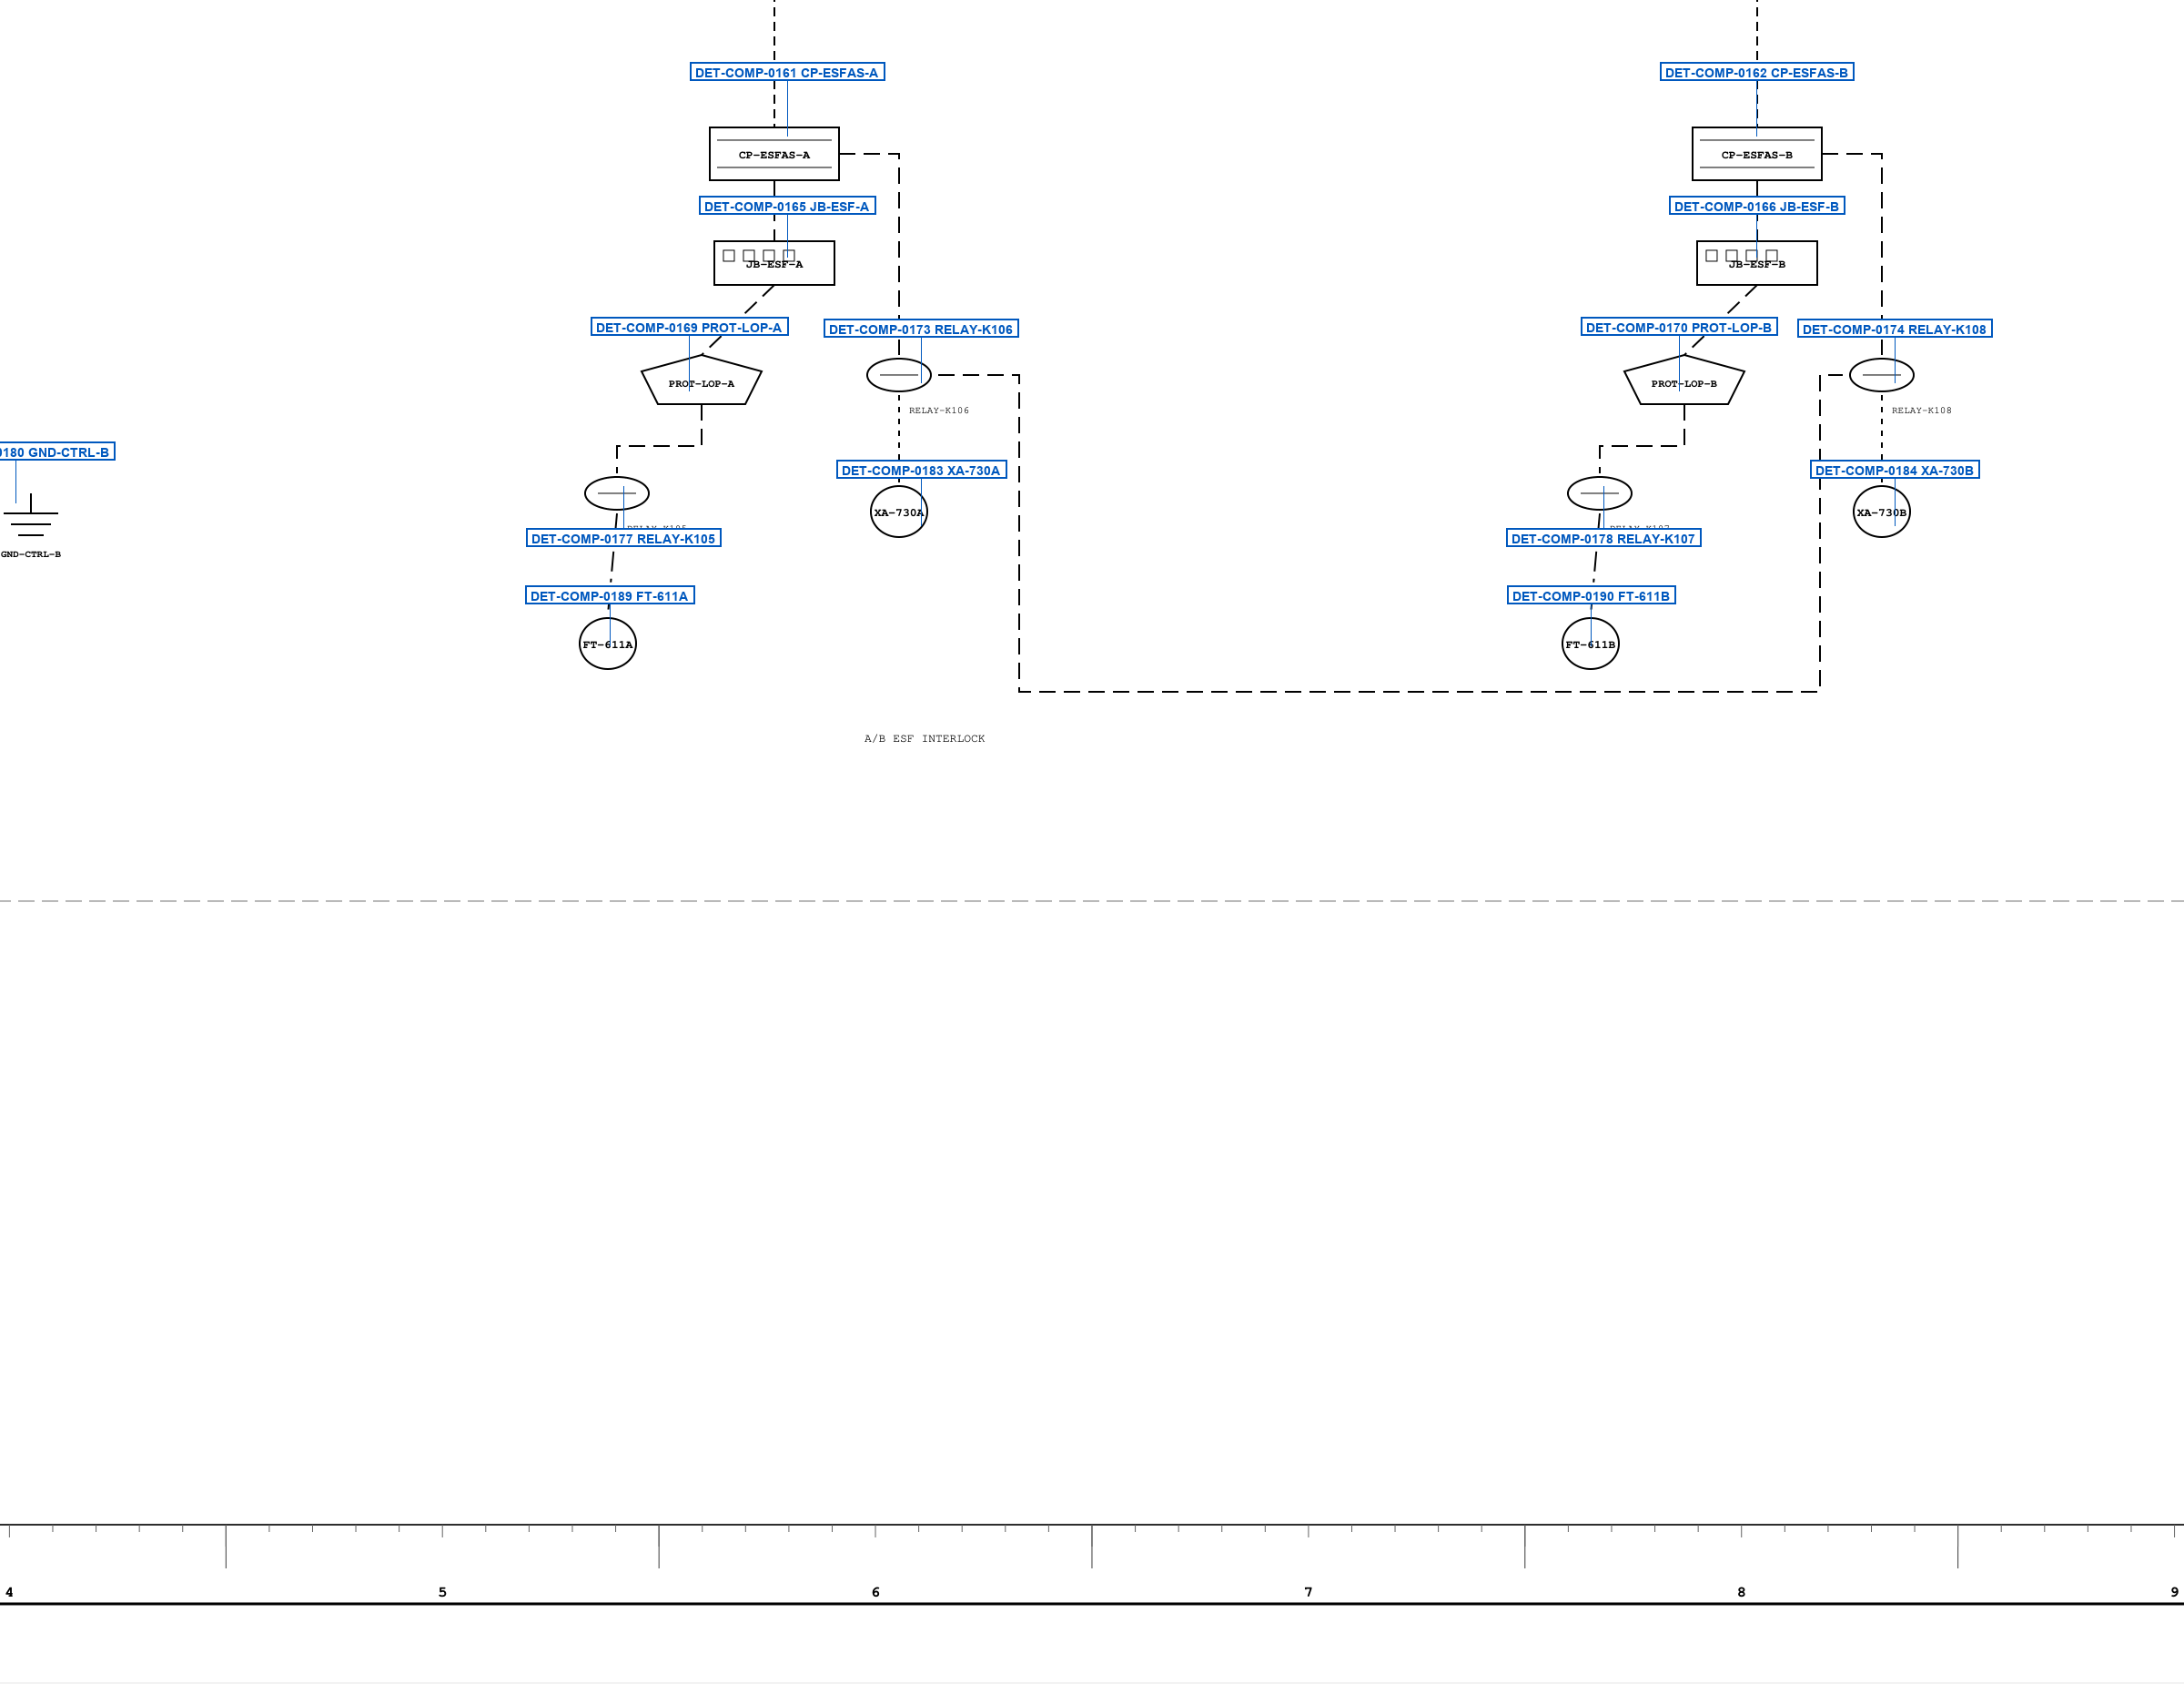 DET-COMP-0161 CP-ESFAS-A
DET-COMP-0162 CP-ESFAS-B
CP-ESFAS-A
CP-ESFAS-B
DET-COMP-0165 JB-ESF-A
DET-COMP-0166 JB-ESF-B
JB-ESF-A
JB-ESF-B
DET-COMP-0169 PROT-LOP-A
DET-COMP-0173 RELAY-K106
DET-COMP-0170 PROT-LOP-B
DET-COMP-0174 RELAY-K108
PROT-LOP-A
PROT-LOP-B
RELAY-K106
RELAY-K108
0180 GND-CTRL-B
DET-COMP-0183 XA-730A
DET-COMP-0184 XA-730B
XA-730A
XA-730B
DET-COMP-0177 RELAY-K105
DET-COMP-0178 RELAY-K107
GND-CTRL-B
DET-COMP-0189 FT-611A
DET-COMP-0190 FT-611B
FT-611A
FT-611B
A/B ESF INTERLOCK
4 5 6 7 8 9